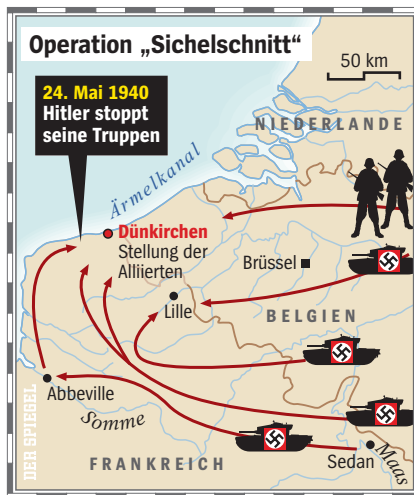 Operation „Sichelschnitt“
50 km
24. Mai 1940
Hitler stoppt
seine Truppen
NIEDERLANDE
Ärmelkanal
Dünkirchen
Stellung der
Alliierten
Brüssel
Lille
BELGIEN
Abbeville
Somme
Maas
Sedan
FRANKREICH
DER SPIEGEL